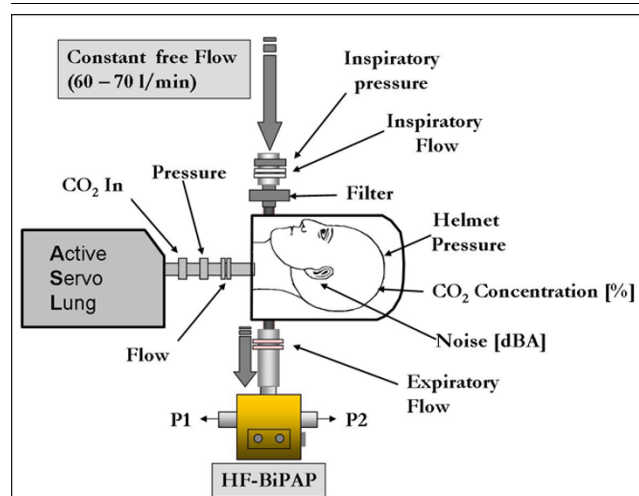 Constant free Flow
(60 – 70 l/min)
Inspiratory
pressure
Inspiratory
Flow
Pressure
CO₂ In
Filter
Helmet
Pressure
Active
Servo
Lung
CO₂ Concentration [%]
Noise [dBA]
Flow
Expiratory
Flow
P1
P2
HF-BiPAP